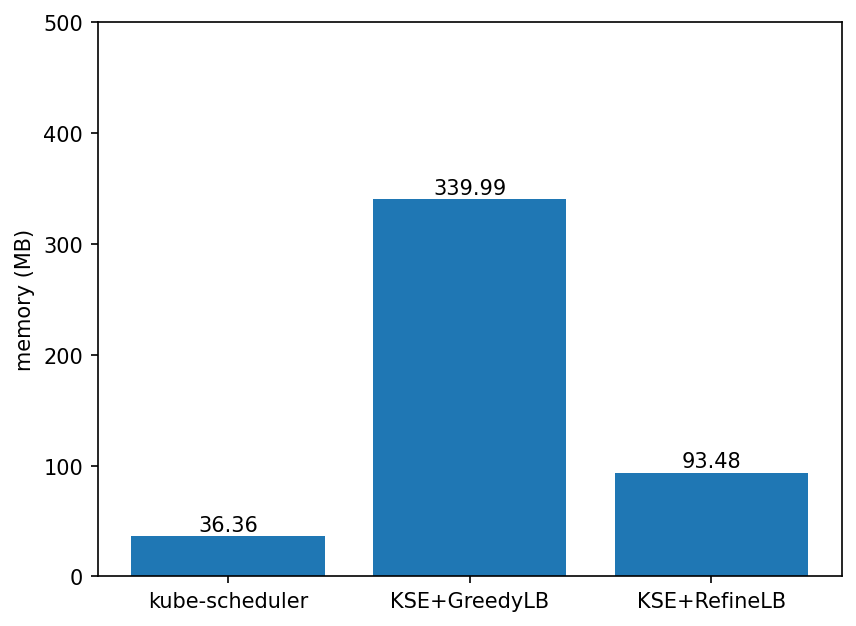 500
400
300
200
100
0
memory (MB)
339.99
93.48
36.36
kube-scheduler
KSE+GreedyLB
KSE+RefineLB